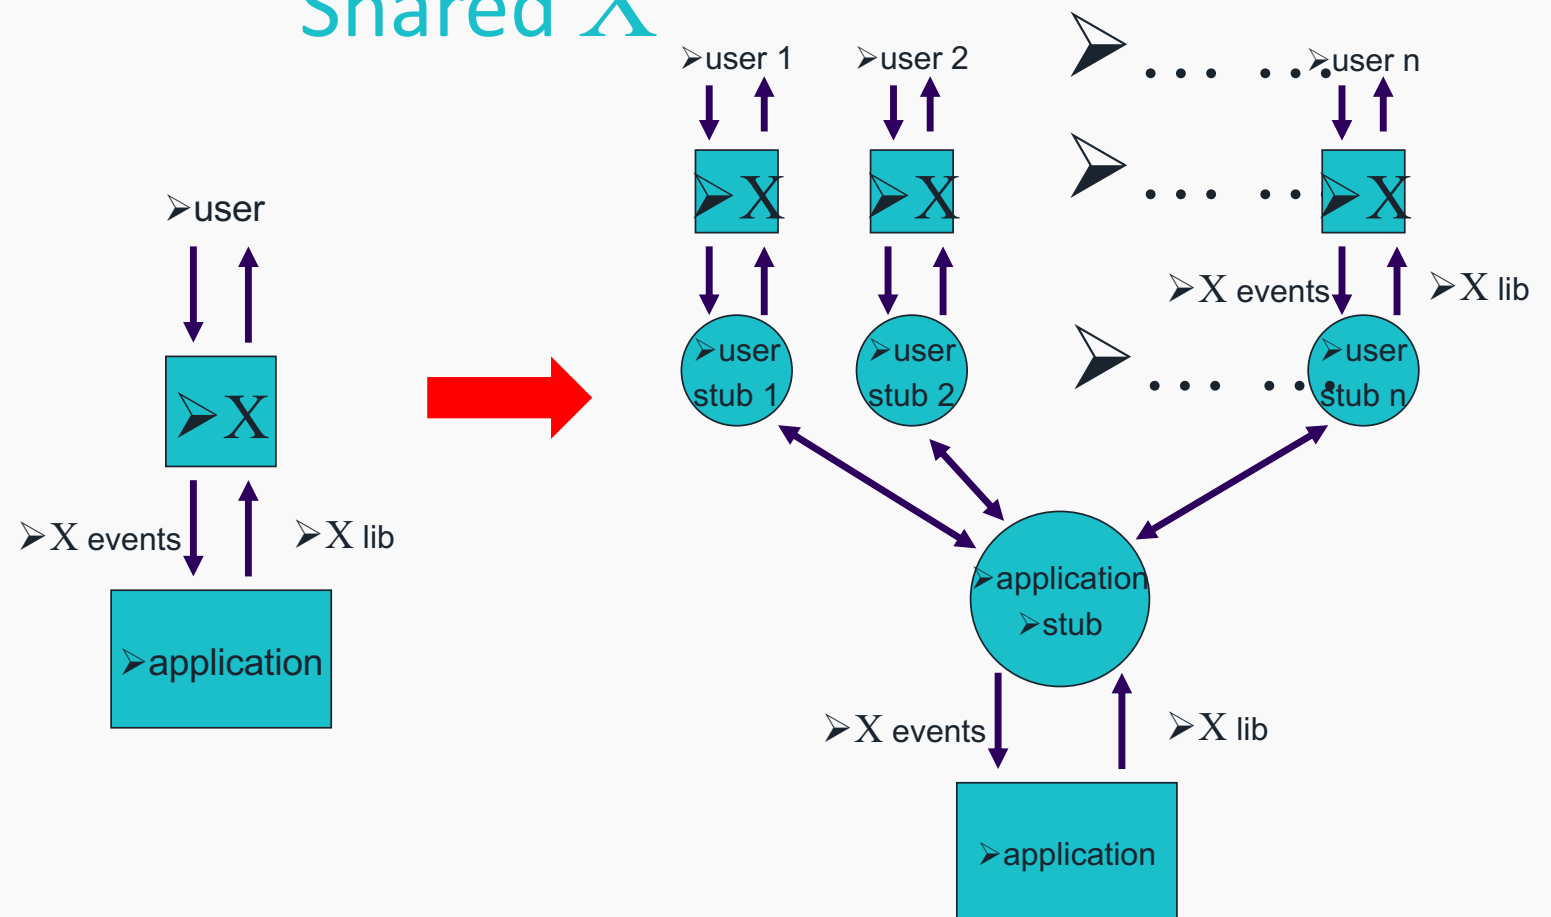 Shared X
➢user
➢X
➢X events
➢X lib
➢application
➢user 1
➢user 2
➢... ...
➢user n
➢X
➢X
➢... ...
➢X
➢X events
➢X lib
➢user
stub 1
➢user
stub 2
➢... ...
➢user
stub n
➢application
➢stub
➢X events
➢X lib
➢application